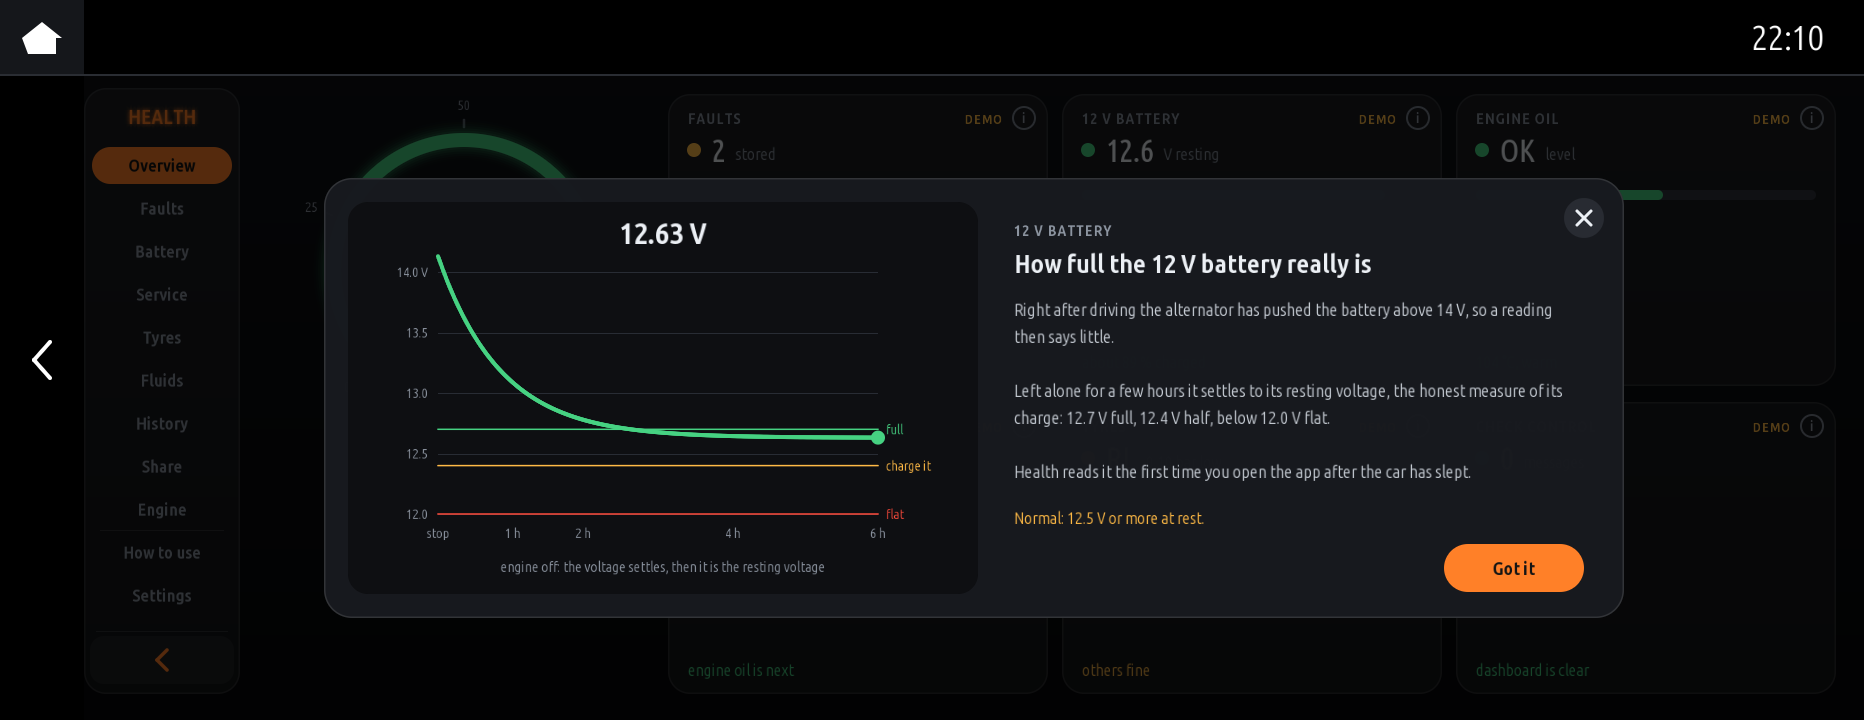 22:10
HEALTH
Overview
Faults
Battery
Service
Tyres
Fluids
History
Share
Engine
How to use
Settings
50
25
FAULTS
DEMO
i
2 stored
engine oil is next
12 V BATTERY
DEMO
i
12.6 V resting
others fine
ENGINE OIL
DEMO
i
OK level
DEMO
i
dashboard is clear
12.63 V
14.0 V
13.5
13.0
12.5
12.0
full
charge it
flat
stop 1 h 2 h 4 h 6 h
engine off: the voltage settles, then it is the resting voltage
12 V BATTERY
How full the 12 V battery really is
Right after driving the alternator has pushed the battery above 14 V, so a reading
then says little.
Left alone for a few hours it settles to its resting voltage, the honest measure of its
charge: 12.7 V full, 12.4 V half, below 12.0 V flat.
Health reads it the first time you open the app after the car has slept.
Normal: 12.5 V or more at rest.
Got it